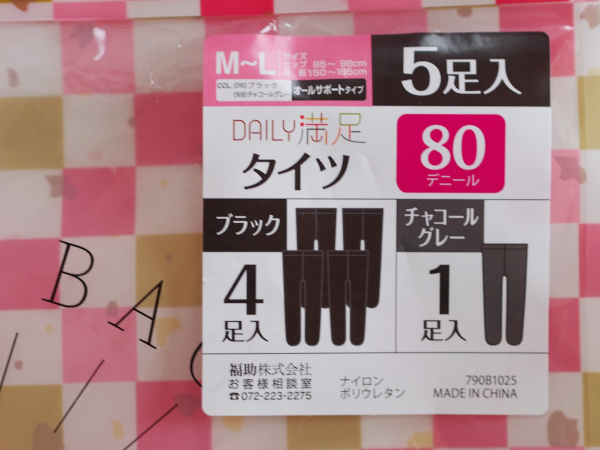 M～L
サイズ
ヒップ 85～98cm
身長 150～165cm
5足入
COL.(090)ブラック
(908)チャコールグレー
オールサポートタイプ
DAILY満足
タイツ
80
デニール
ブラック
4
足入
チャコール
グレー
1
足入
福助株式会社
お客様相談室
☎072-223-2275
ナイロン
ポリウレタン
790B1025
MADE IN CHINA
BAG